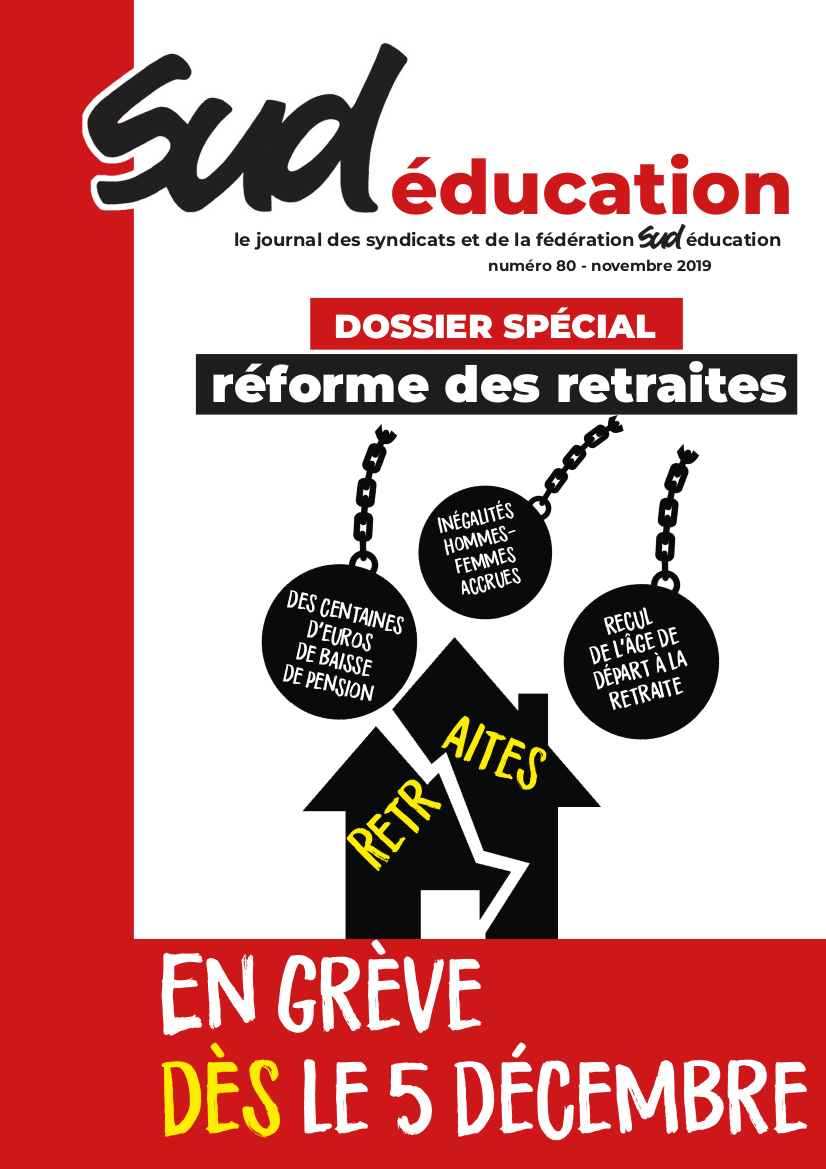 Sud éducation
le journal des syndicats et de la fédération Sud éducation
numéro 80 - novembre 2019
DOSSIER SPÉCIAL
réforme des retraites
INÉGALITÉS
HOMMES-
FEMMES
ACCRUES
DES CENTAINES
D'EUROS
DE BAISSE
DE PENSION
RECUL
DE L'ÂGE DE
DÉPART À LA
RETRAITE
RETRAITES
EN GRÈVE
DÈS LE 5 DÉCEMBRE